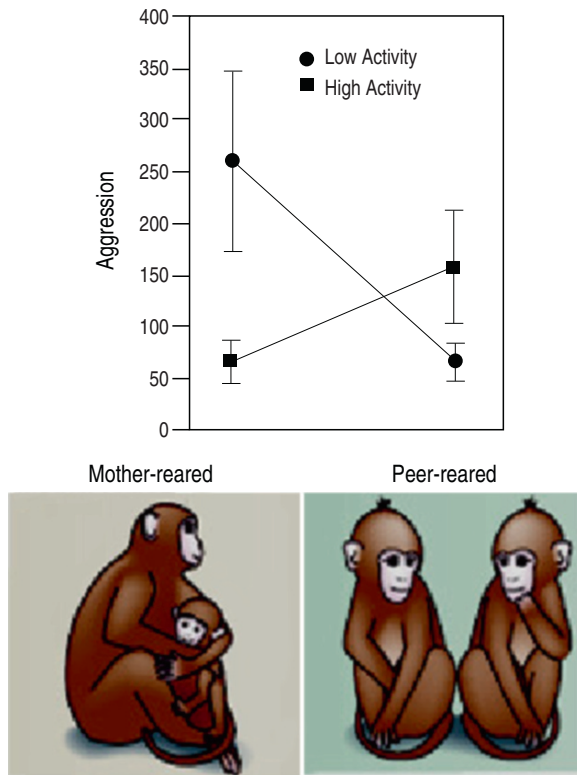 400
350
300
250
200
150
100
50
0
Aggression
Low Activity
High Activity
Mother-reared
Peer-reared